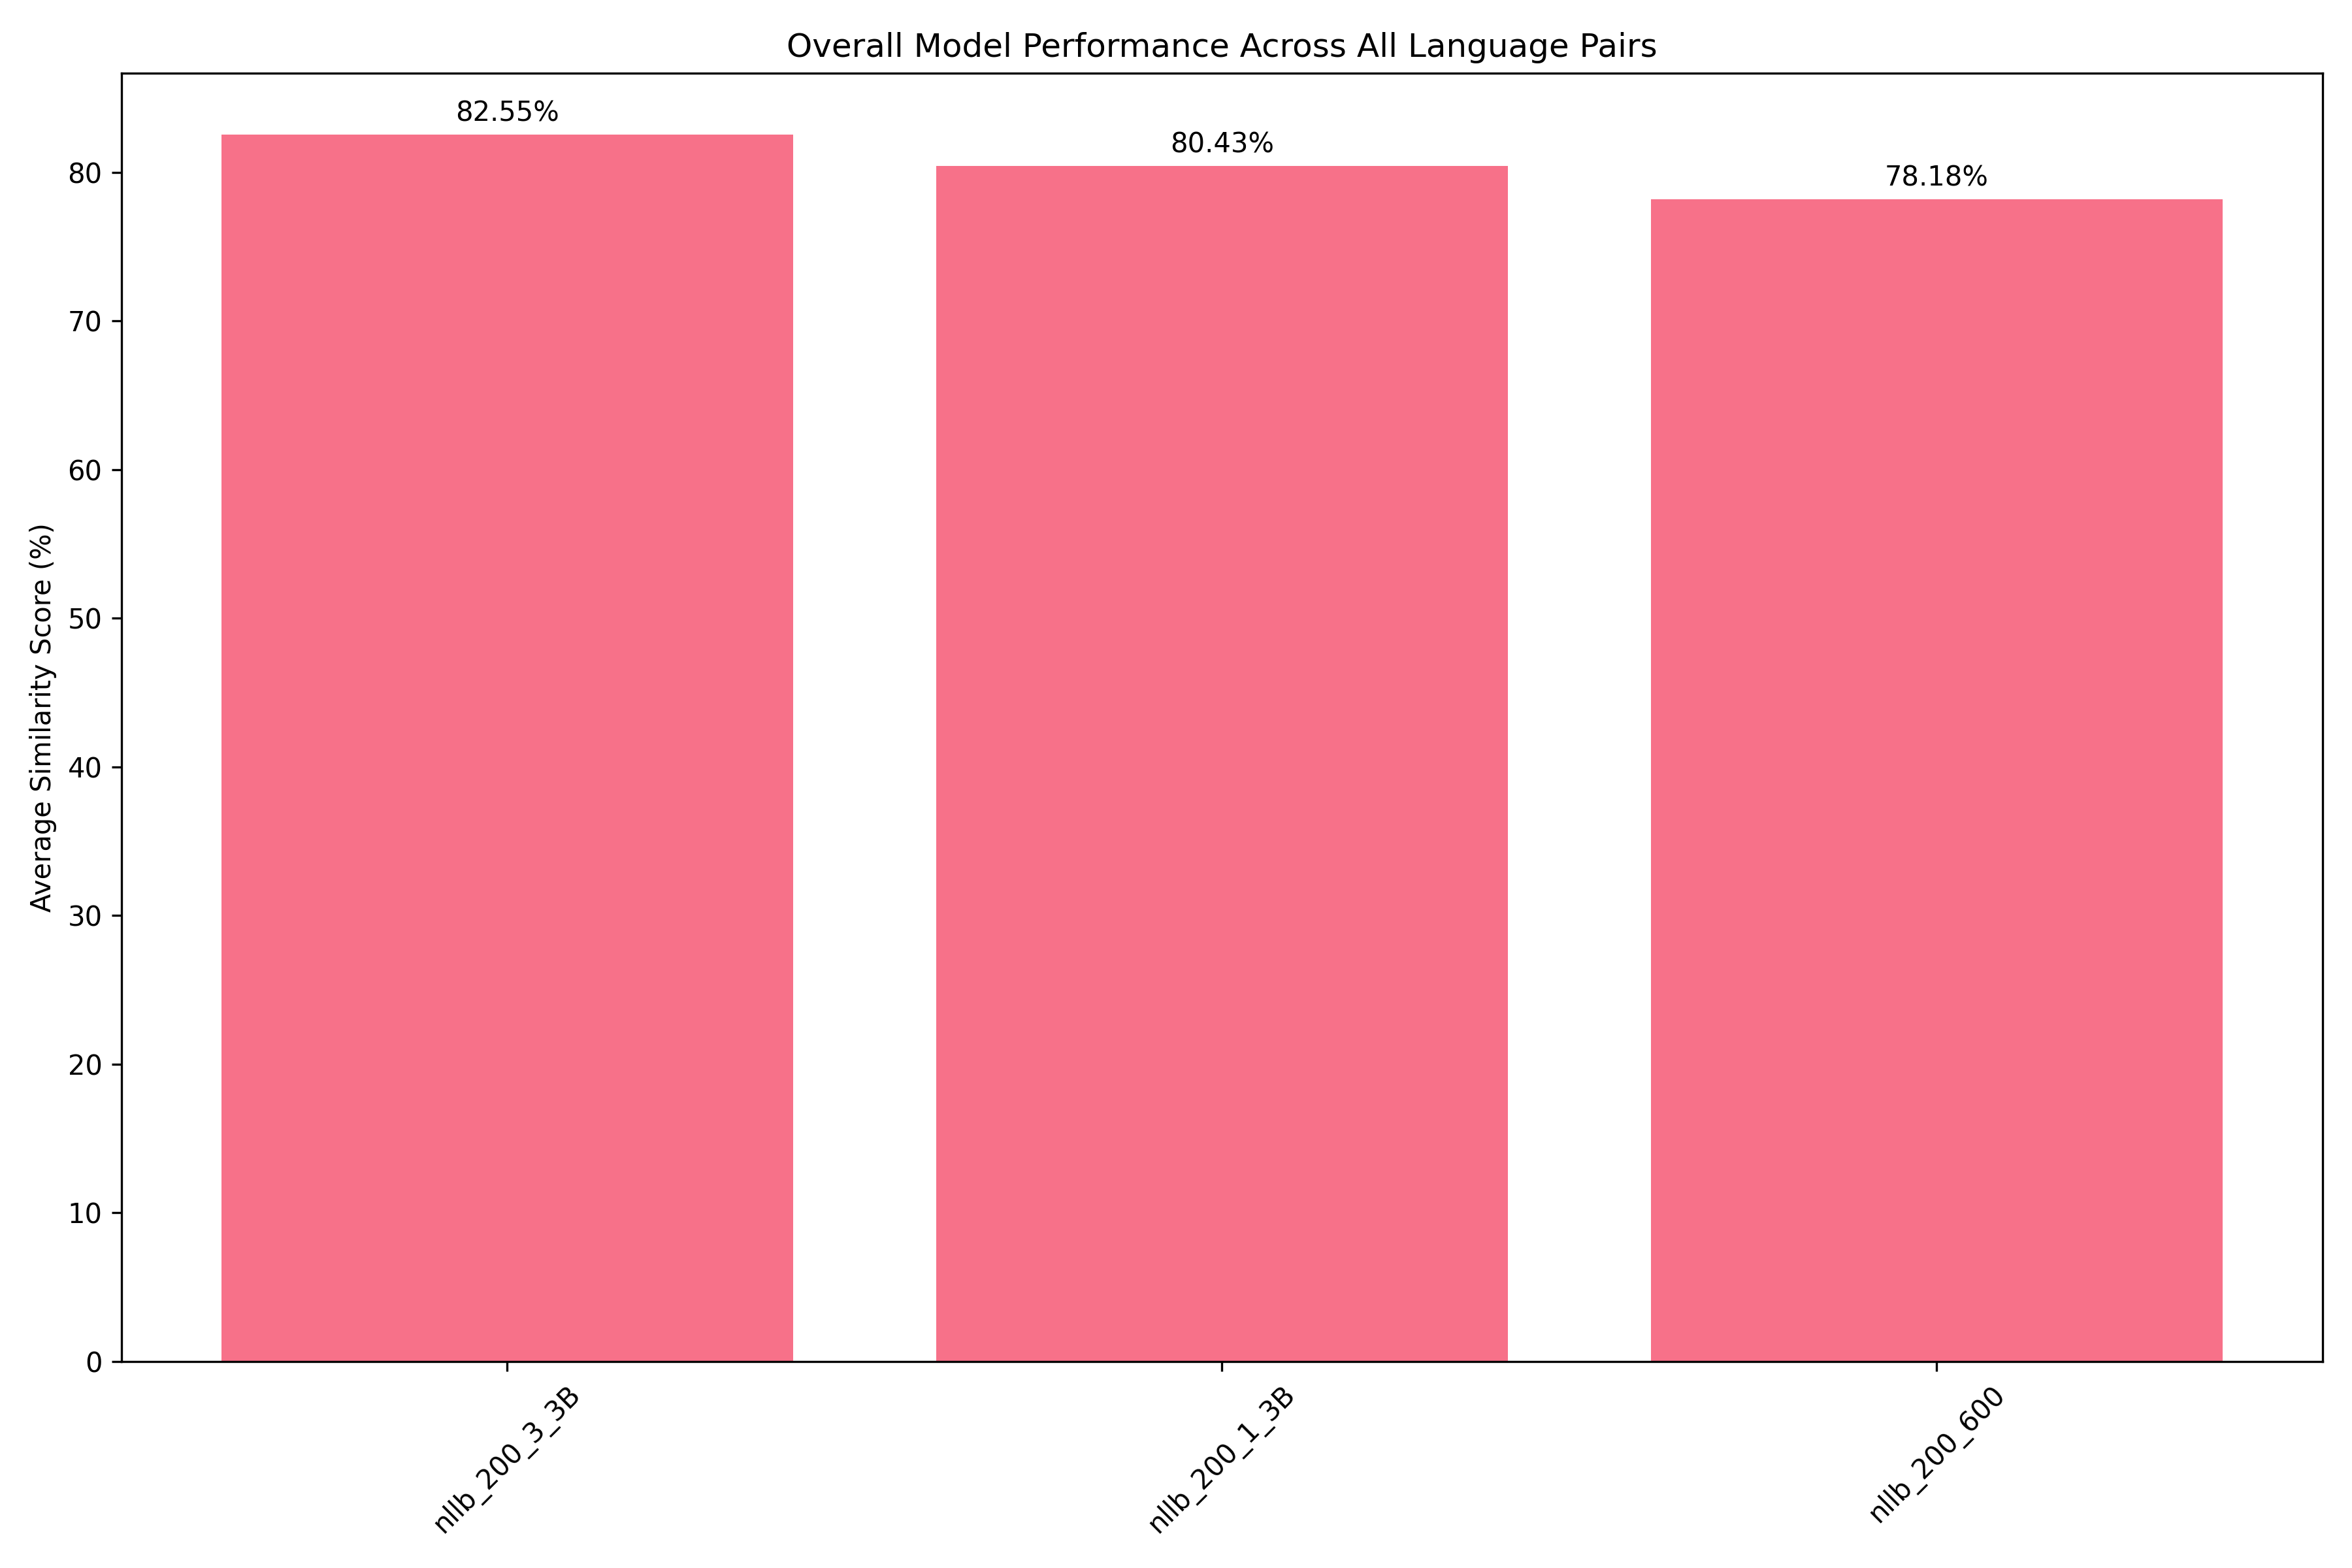 Overall Model Performance Across All Language Pairs
82.55%
80.43%
78.18%
Average Similarity Score (%)
80
70
60
50
40
30
20
10
0
nllb_200_3_3B
nllb_200_1_3B
nllb_200_600